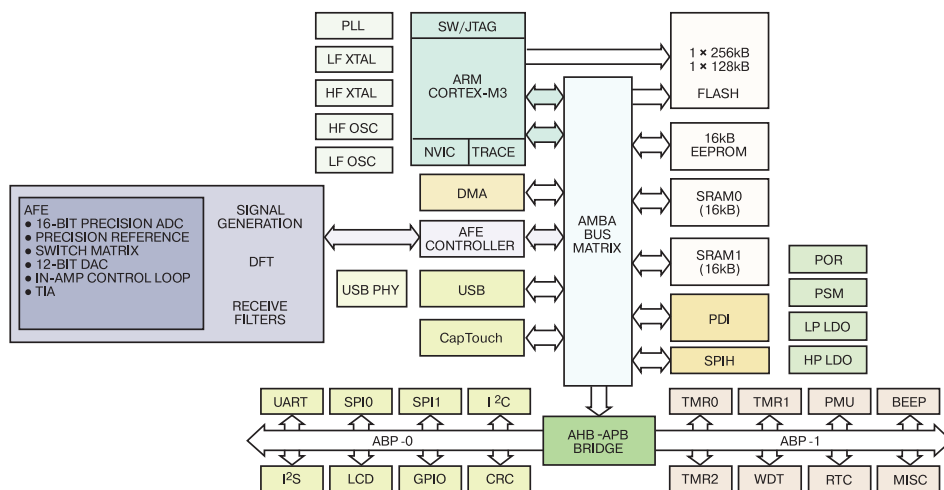 PLL
LF XTAL
HF XTAL
HF OSC
LF OSC
SW/JTAG
ARM
CORTEX-M3
NVIC
TRACE
1 × 256kB
1 × 128kB
FLASH
16kB
EEPROM
SRAM0
(16kB)
SRAM1
(16kB)
PDI
SPIH
AMBA
BUS
MATRIX
DMA
AFE
CONTROLLER
USB PHY
USB
CapTouch
AFE
● 16-BIT PRECISION ADC
● PRECISION REFERENCE
● SWITCH MATRIX
● 12-BIT DAC
● IN-AMP CONTROL LOOP
● TIA
SIGNAL
GENERATION
DFT
RECEIVE
FILTERS
POR
PSM
LP LDO
HP LDO
UART
SPI0
SPI1
I²C
TMR0
TMR1
PMU
BEEP
ABP-0
AHB-APB
BRIDGE
ABP-1
I²S
LCD
GPIO
CRC
TMR2
WDT
RTC
MISC